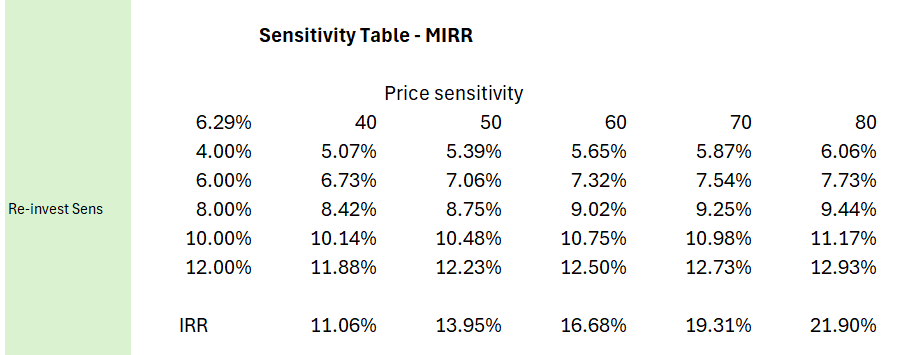 Sensitivity Table - MIRR
Price sensitivity
6.29% 40 50 60 70 80
4.00% 5.07% 5.39% 5.65% 5.87% 6.06%
6.00% 6.73% 7.06% 7.32% 7.54% 7.73%
Re-invest Sens 8.00% 8.42% 8.75% 9.02% 9.25% 9.44%
10.00% 10.14% 10.48% 10.75% 10.98% 11.17%
12.00% 11.88% 12.23% 12.50% 12.73% 12.93%
IRR 11.06% 13.95% 16.68% 19.31% 21.90%